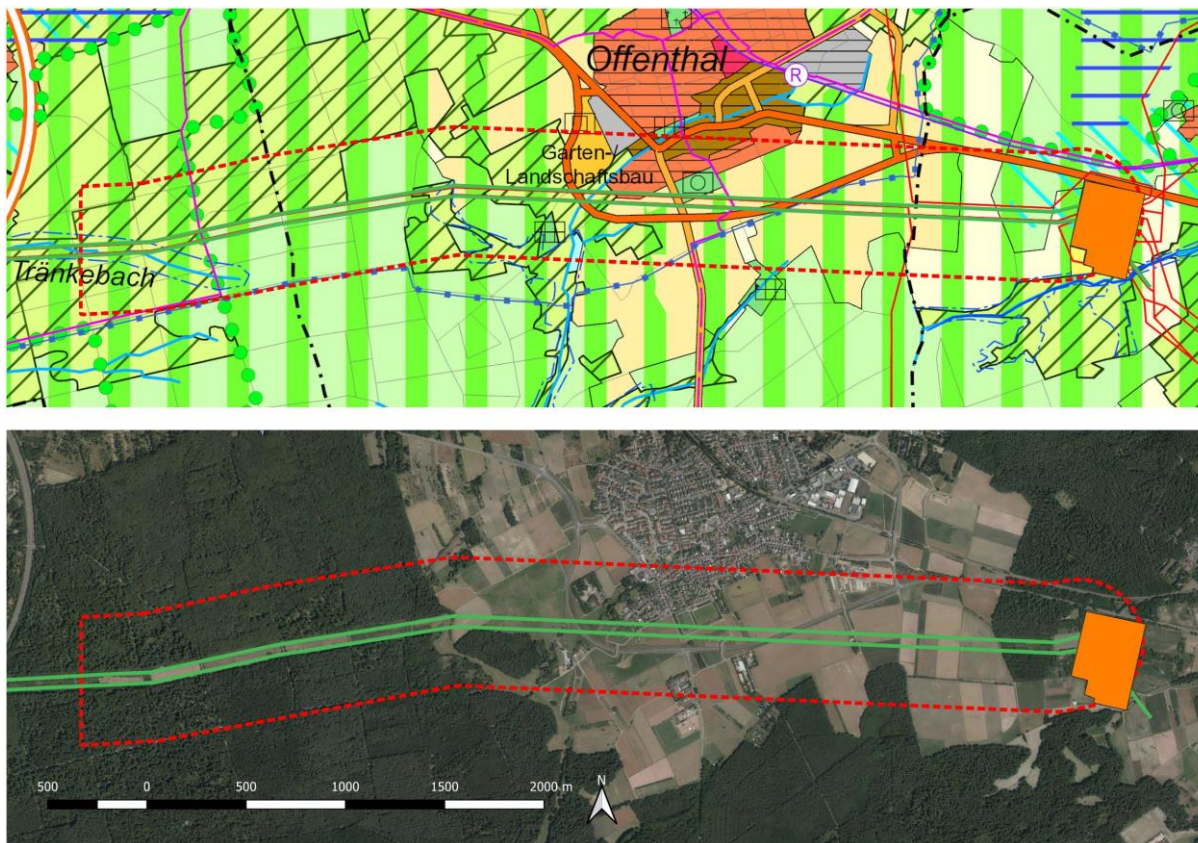 Offenthal
R
Garten-/
Landschaftsbau
Tränkebach
500 0 500 1000 1500 2000 m
N